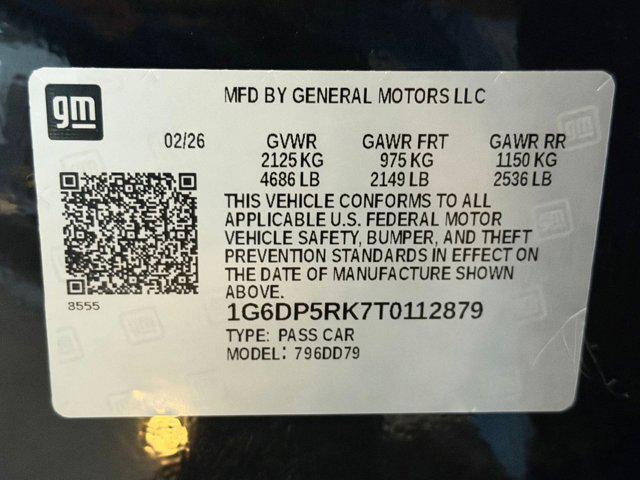 gm
MFD BY GENERAL MOTORS LLC
02/26 GVWR GAWR FRT GAWR RR
2125 KG 975 KG 1150 KG
4686 LB 2149 LB 2536 LB
THIS VEHICLE CONFORMS TO ALL
APPLICABLE U.S. FEDERAL MOTOR
VEHICLE SAFETY, BUMPER, AND THEFT
PREVENTION STANDARDS IN EFFECT ON
THE DATE OF MANUFACTURE SHOWN
ABOVE.
8555
1G6DP5RK7T0112879
TYPE: PASS CAR
MODEL: 796DD79